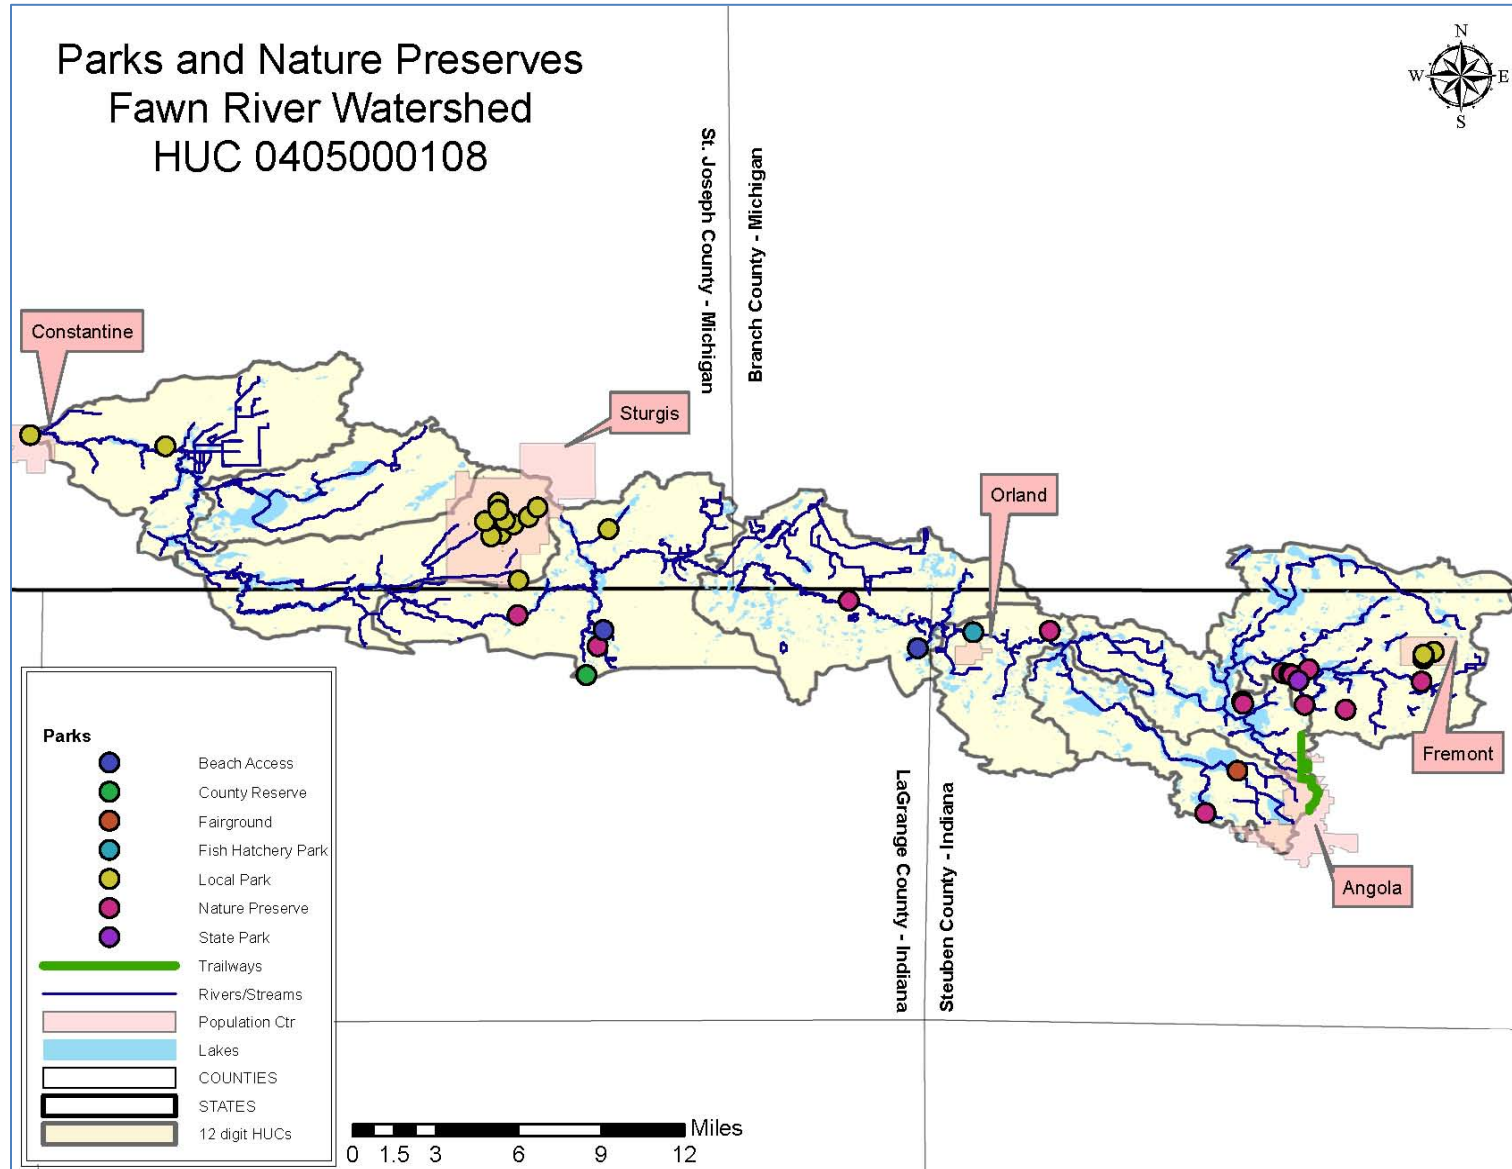 Parks and Nature Preserves
Fawn River Watershed
HUC 0405000108
N
W
E
S
St. Joseph County - Michigan
Branch County - Michigan
Constantine
Sturgis
Orland
Fremont
Angola
LaGrange County - Indiana
Steuben County - Indiana
Parks
Beach Access
County Reserve
Fairground
Fish Hatchery Park
Local Park
Nature Preserve
State Park
Trailways
Rivers/Streams
Population Ctr
Lakes
COUNTIES
STATES
12 digit HUCs
Miles
0 1.5 3 6 9 12